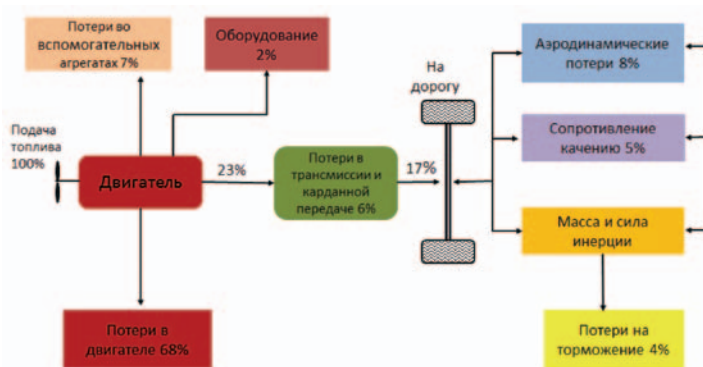 Потери во
вспомогательных
агрегатах 7%
Оборудование
2%
На
дорогу
Аэродинамические
потери 8%
Подача
топлива
100%
Двигатель
23%
Потери в
трансмиссии и
карданной
передаче 6%
17%
Сопротивление
качению 5%
Масса и сила
инерции
Потери в
двигателе 68%
Потери на
торможение 4%